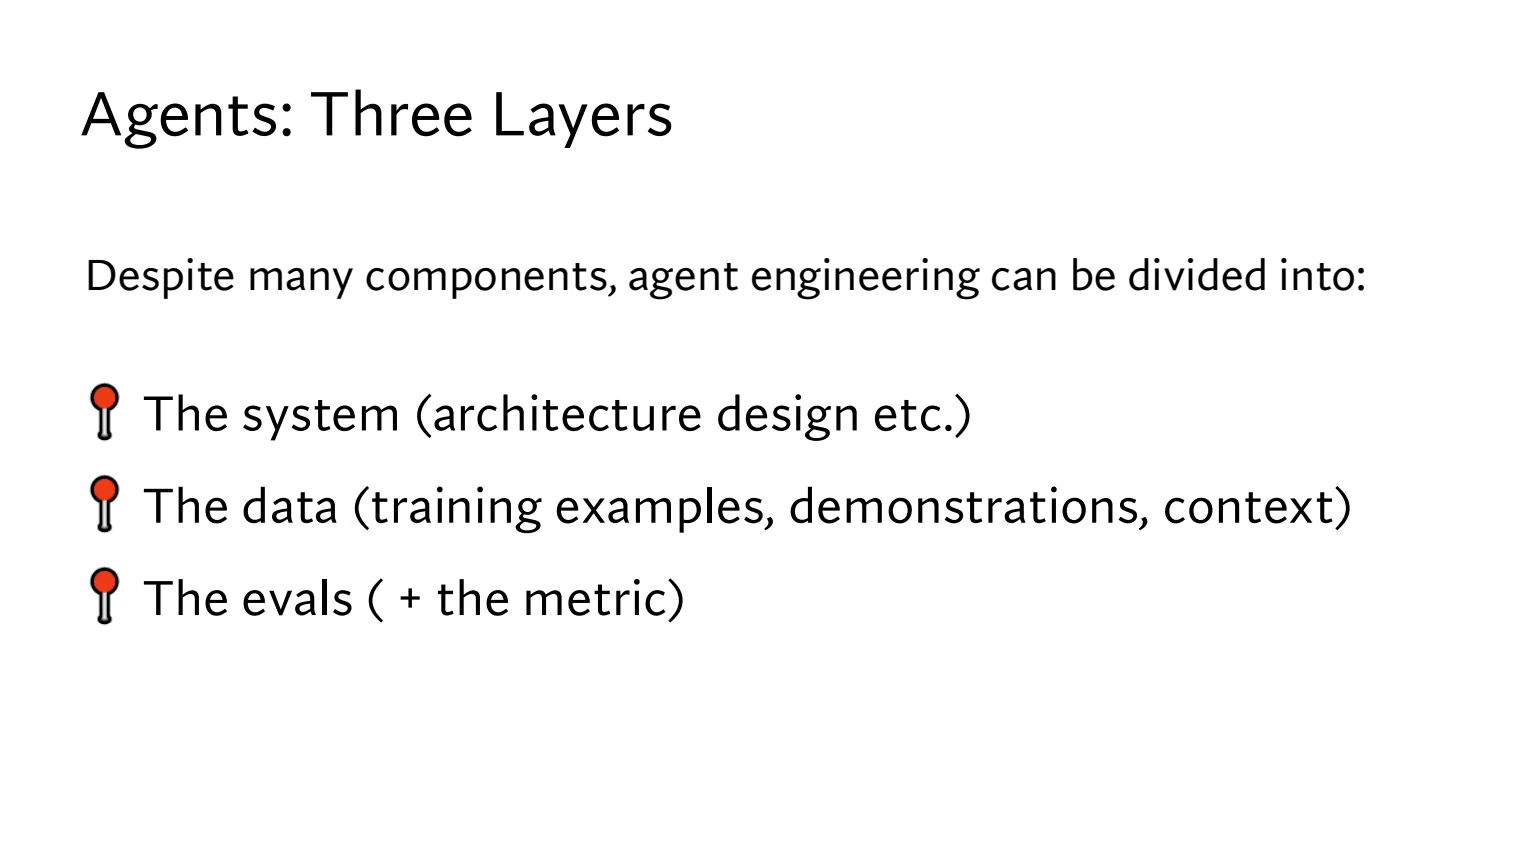 Agents: Three Layers
Despite many components, agent engineering can be divided into:
The system (architecture design etc.)
The data (training examples, demonstrations, context)
The evals ( + the metric)